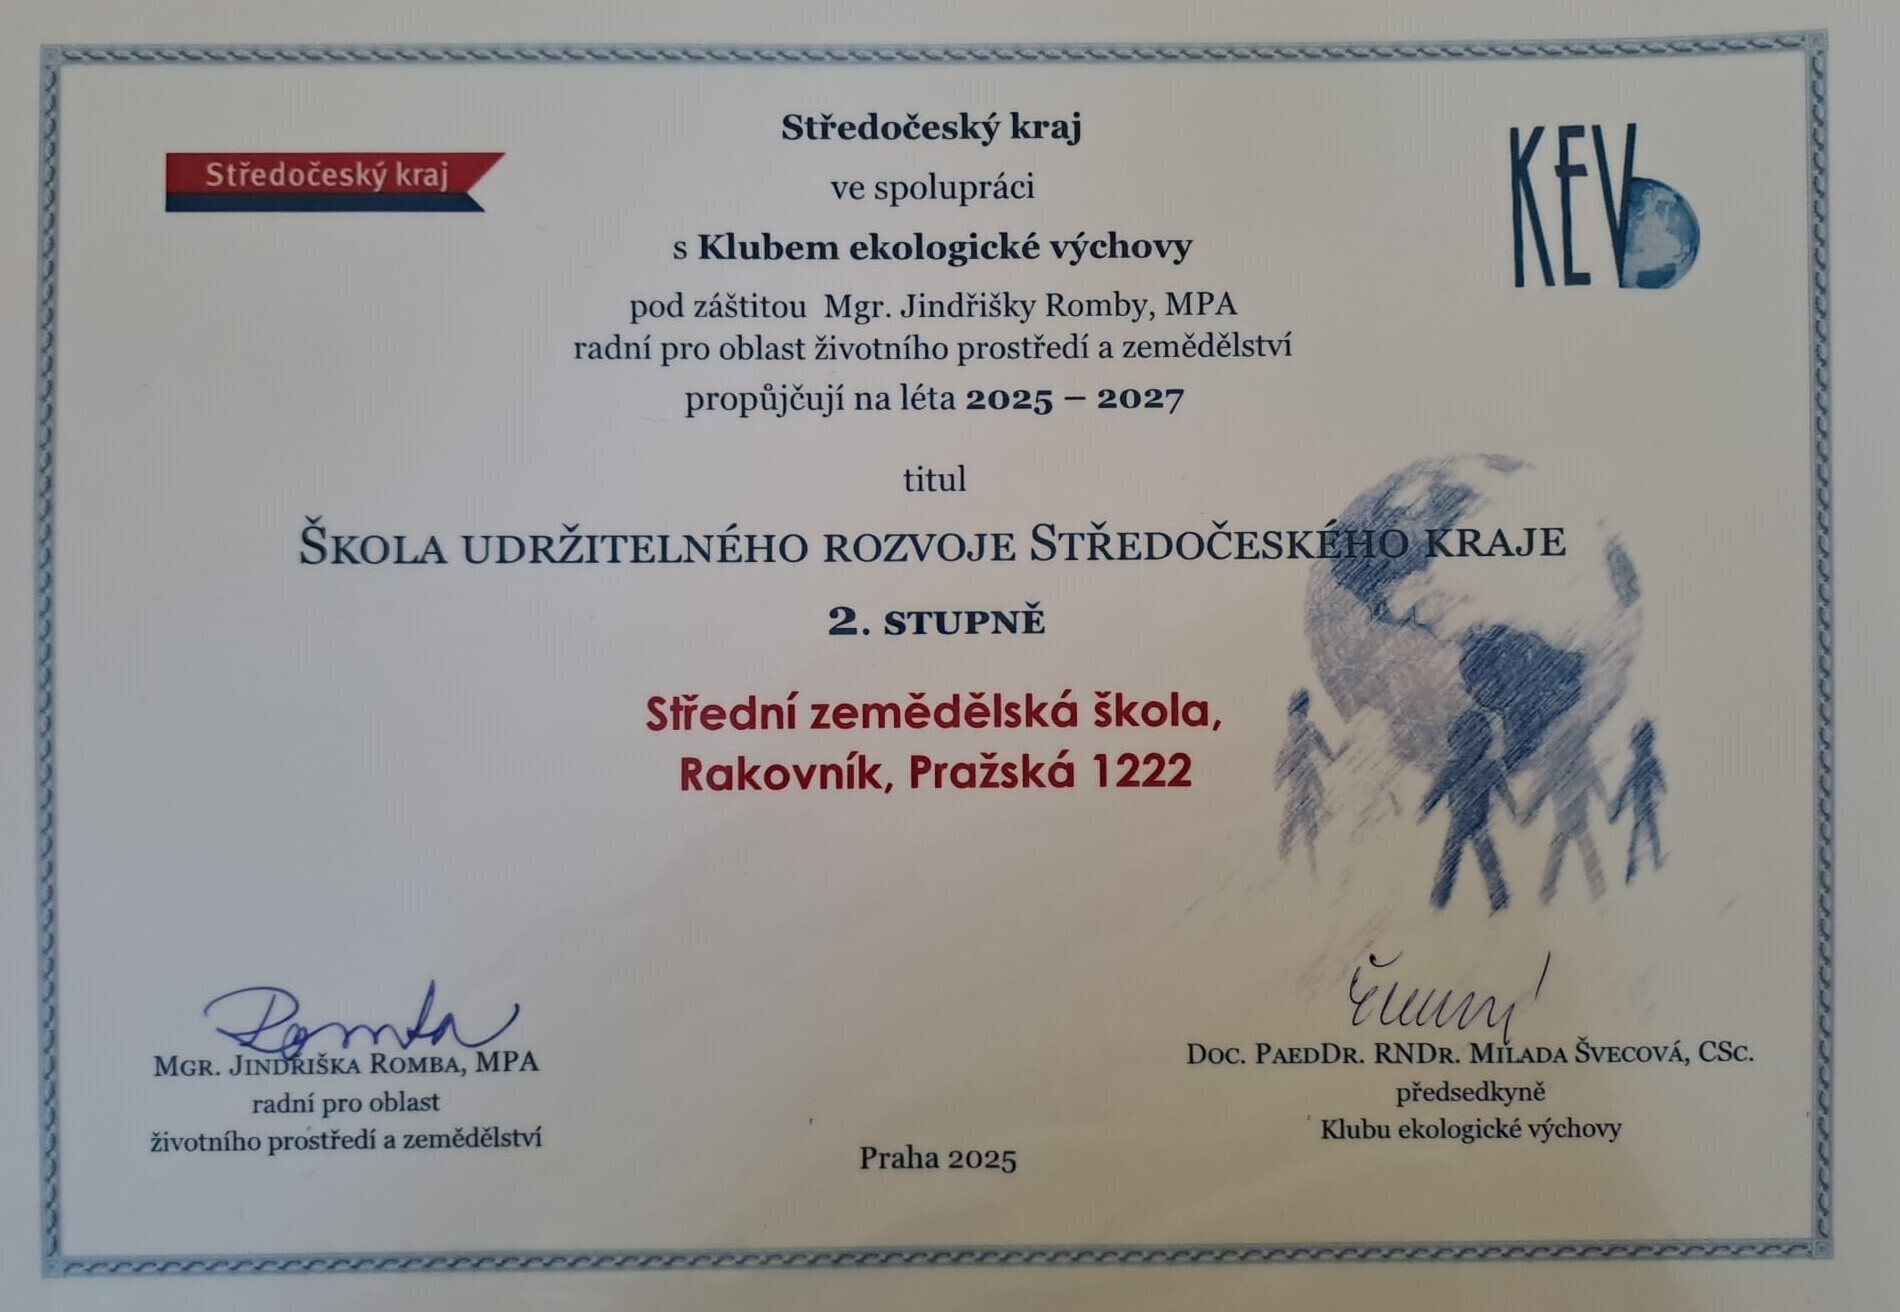 Středočeský kraj
KEV
Středočeský kraj
ve spolupráci
s Klubem ekologické výchovy
pod záštitou Mgr. Jindřišky Romby, MPA
radní pro oblast životního prostředí a zemědělství
propůjčují na léta 2025 – 2027
titul
Škola udržitelného rozvoje Středočeského kraje
2. stupně
Střední zemědělská škola,
Rakovník, Pražská 1222
Romba
Mgr. Jindřiška Romba, MPA
radní pro oblast
životního prostředí a zemědělství
Doc. PaedDr. RNDr. Milada Švecová, CSc.
předsedkyně
Klubu ekologické výchovy
Praha 2025